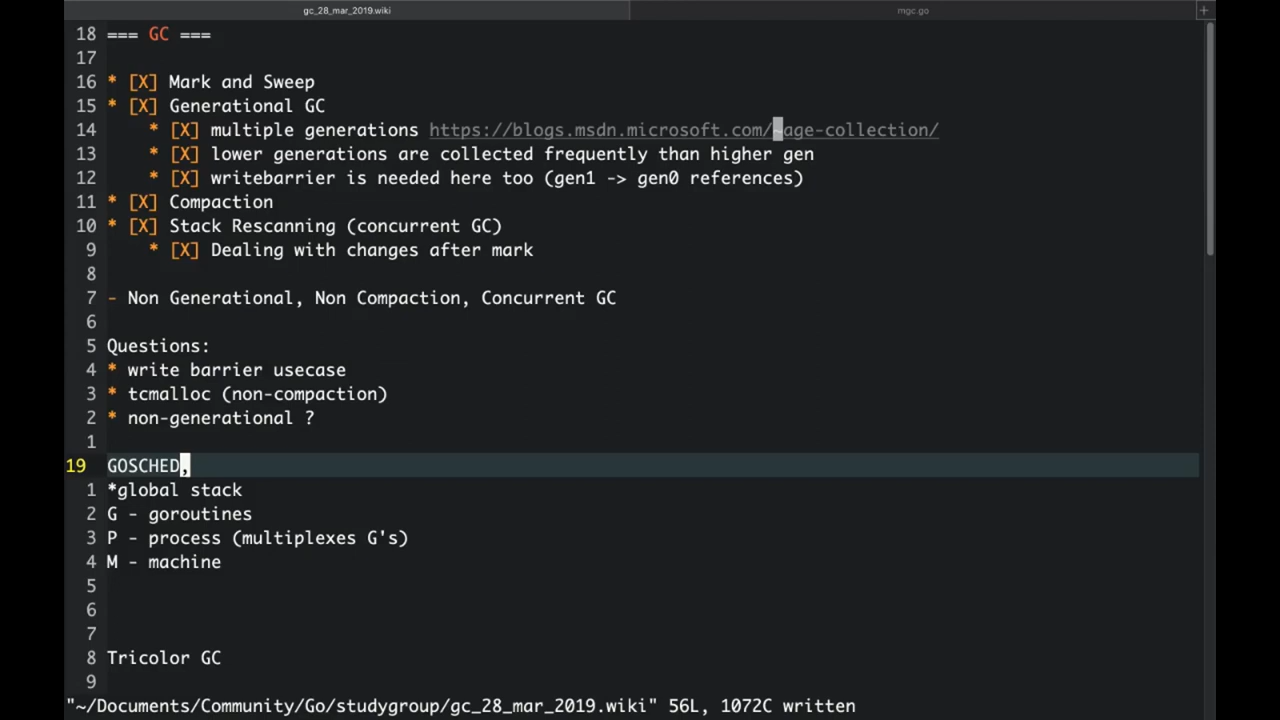 gc_28_mar_2019.wiki mgc.go +
18 === GC ===
17
16 * [X] Mark and Sweep
15 * [X] Generational GC
14 * [X] multiple generations https://blogs.msdn.microsoft.com/~age-collection/
13 * [X] lower generations are collected frequently than higher gen
12 * [X] writebarrier is needed here too (gen1 -> gen0 references)
11 * [X] Compaction
10 * [X] Stack Rescanning (concurrent GC)
9 * [X] Dealing with changes after mark
8
7 - Non Generational, Non Compaction, Concurrent GC
6
5 Questions:
4 * write barrier usecase
3 * tcmalloc (non-compaction)
2 * non-generational ?
1
19 GOSCHED,
1 *global stack
2 G - goroutines
3 P - process (multiplexes G's)
4 M - machine
5
6
7
8 Tricolor GC
9
"~/Documents/Community/Go/studygroup/gc_28_mar_2019.wiki" 56L, 1072C written